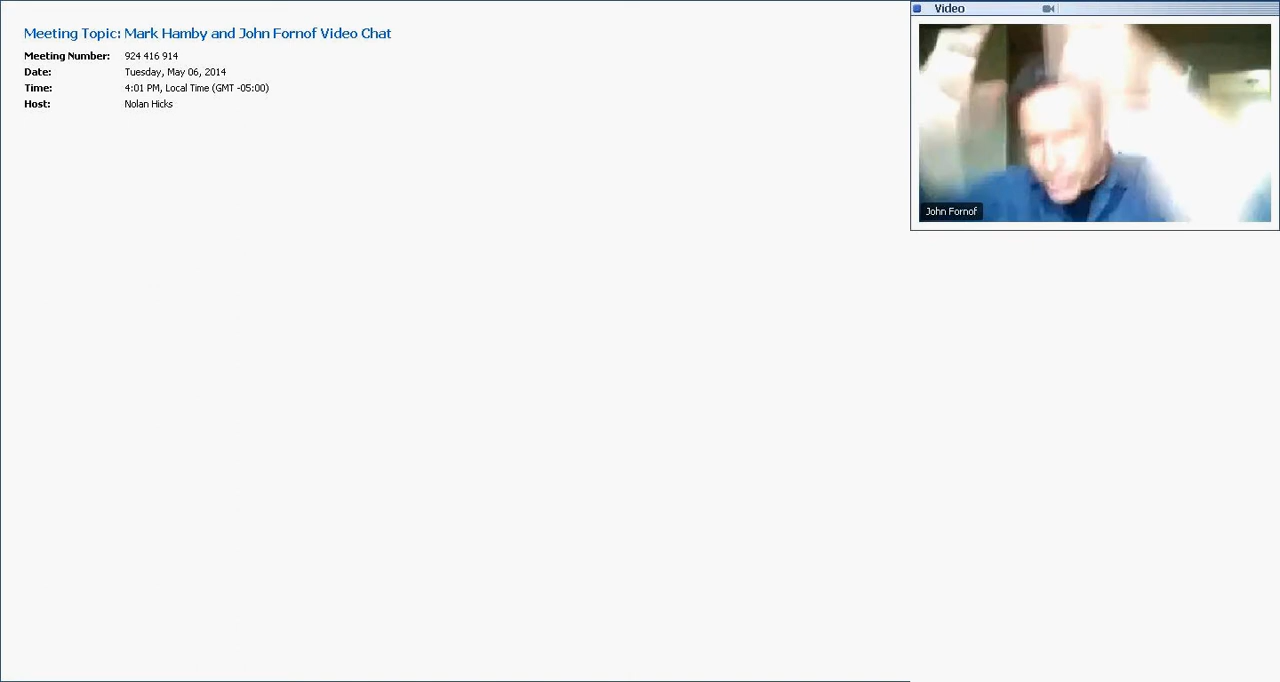 Meeting Topic: Mark Hamby and John Fornof Video Chat
Meeting Number: 924 416 914
Date: Tuesday, May 06, 2014
Time: 4:01 PM, Local Time (GMT -05:00)
Host: Nolan Hicks
Video
John Fornof